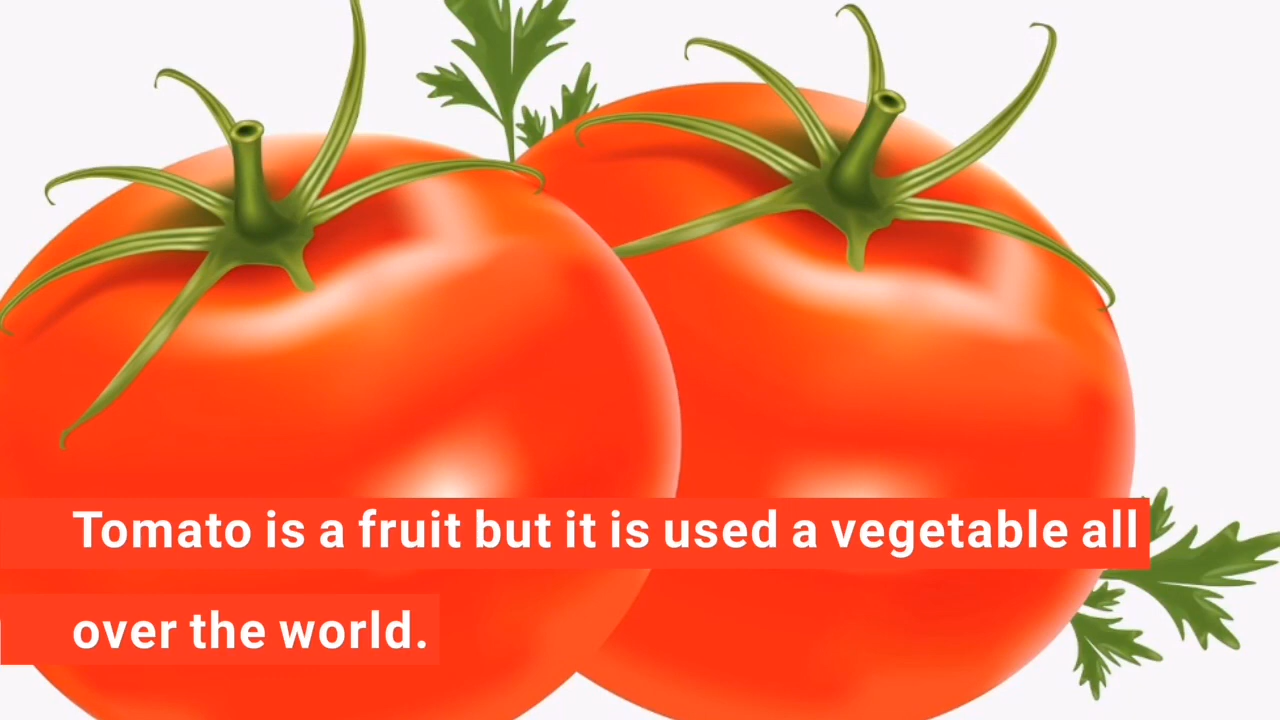 Tomato is a fruit but it is used a vegetable all
over the world.